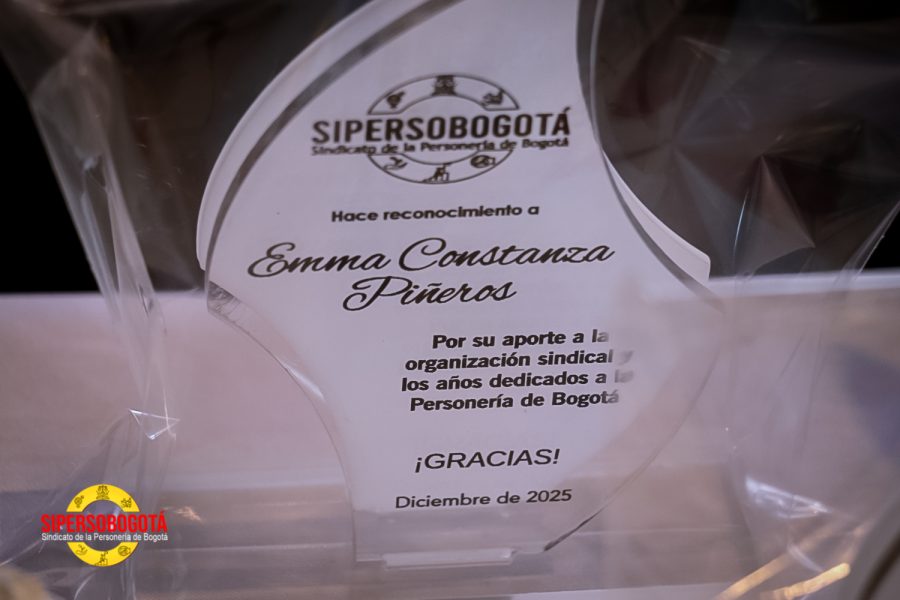 SIPERSOBOGOTÁ
Sindicato de la Personería de Bogotá
Hace reconocimiento a
Emma Constanza
Piñeros
Por su aporte a la
organización sindical y
los años dedicados a la
Personería de Bogotá
¡GRACIAS!
Diciembre de 2025
SIPERSOBOGOTÁ
Sindicato de la Personería de Bogotá